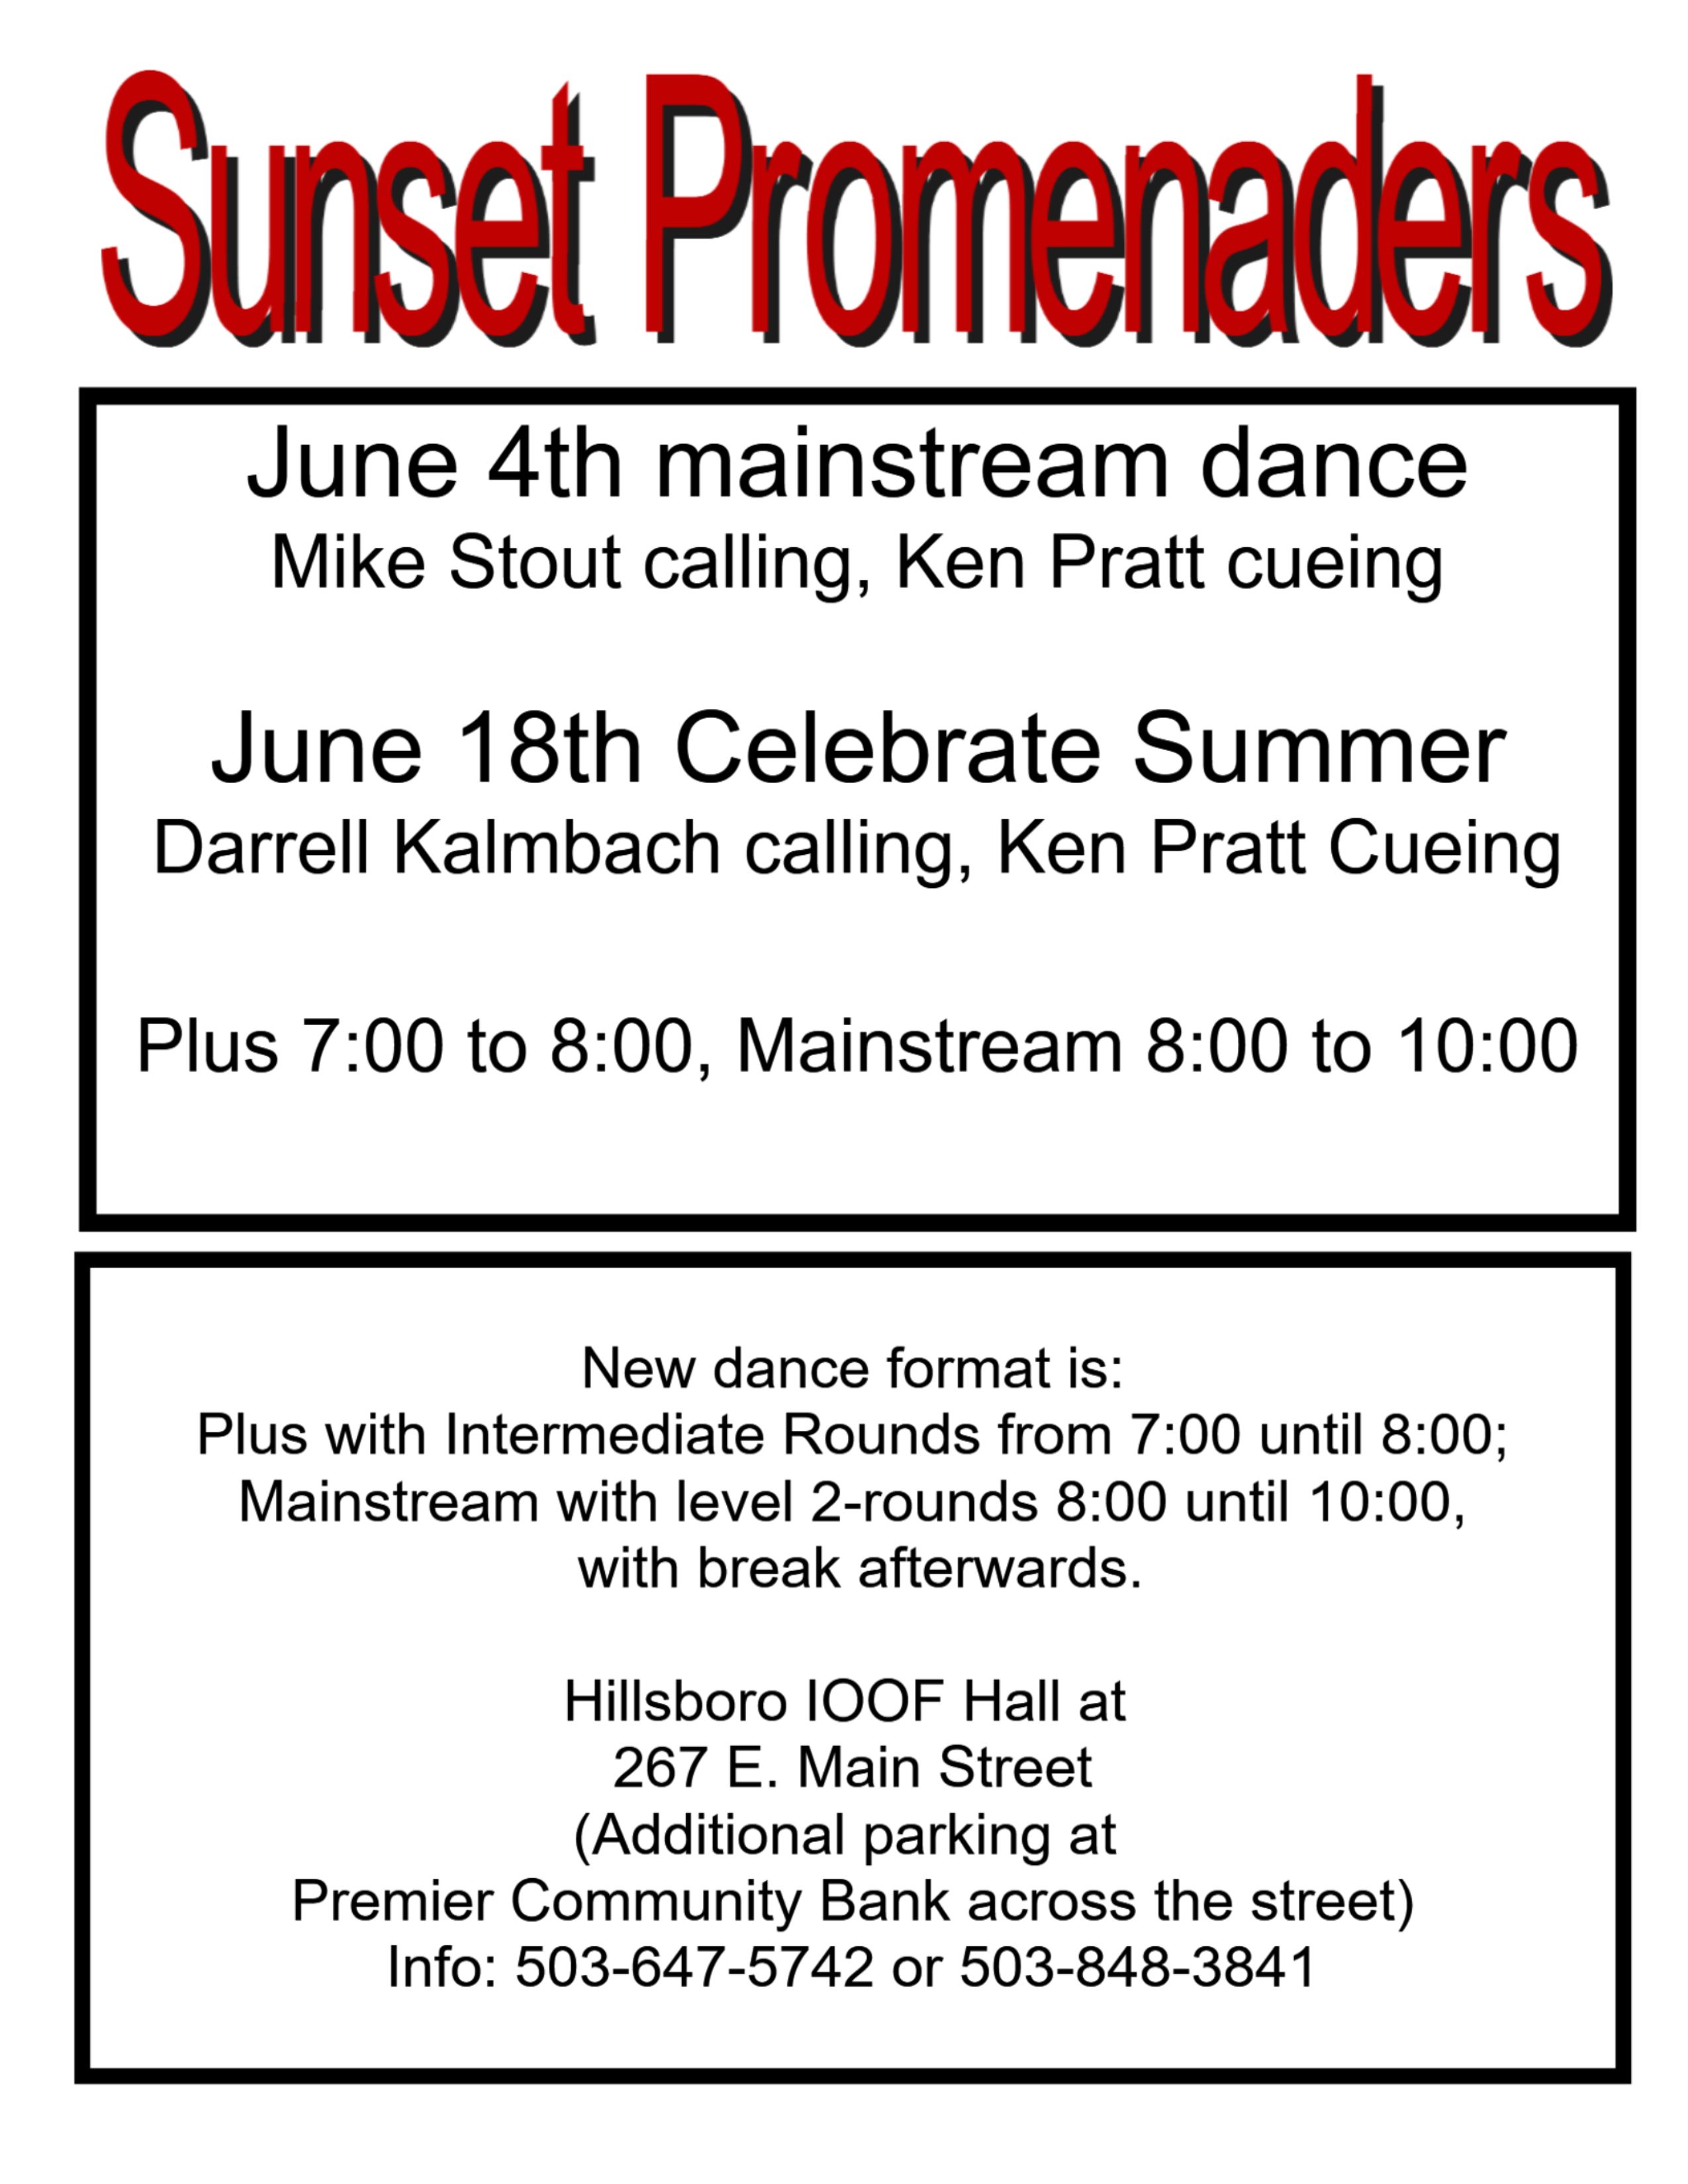 Sunset Promenaders
June 4th mainstream dance
Mike Stout calling, Ken Pratt cueing
June 18th Celebrate Summer
Darrell Kalmbach calling, Ken Pratt Cueing
Plus 7:00 to 8:00, Mainstream 8:00 to 10:00
New dance format is:
Plus with Intermediate Rounds from 7:00 until 8:00;
Mainstream with level 2-rounds 8:00 until 10:00,
with break afterwards.
Hillsboro IOOF Hall at
267 E. Main Street
(Additional parking at
Premier Community Bank across the street)
Info: 503-647-5742 or 503-848-3841